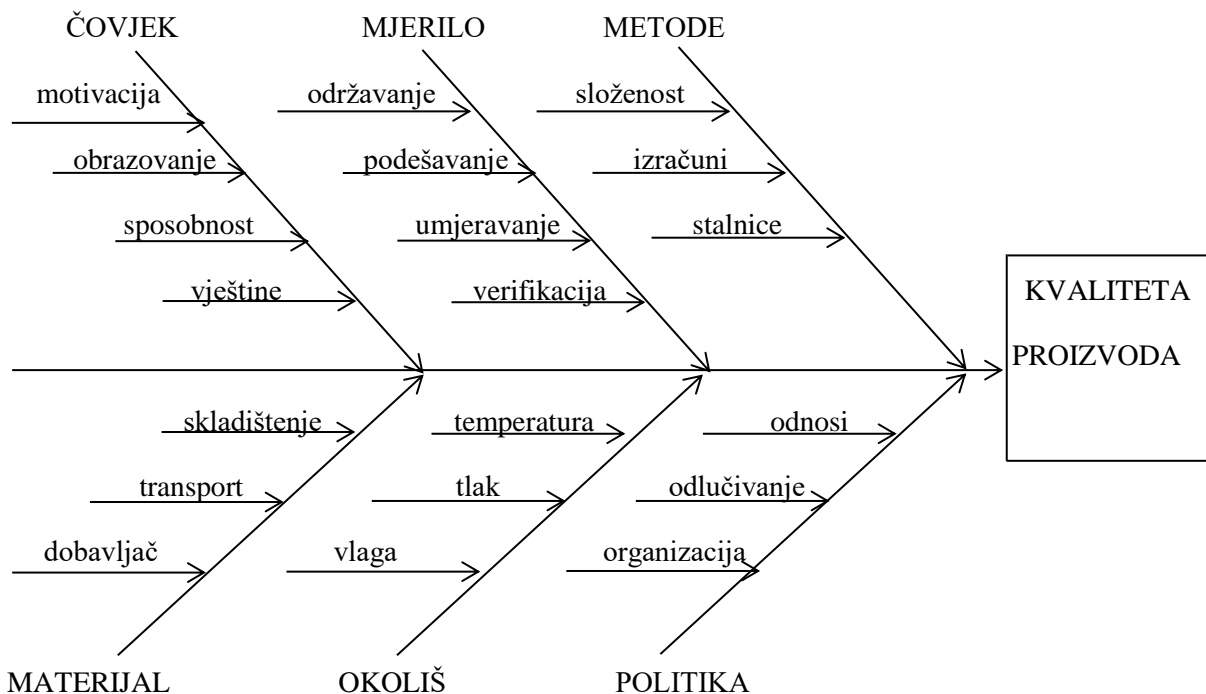 ČOVJEK
MJERILO
METODE
motivacija
održavanje
složenost
obrazovanje
podešavanje
izračuni
sposobnost
umjeravanje
stalnice
vještine
verifikacija
KVALITETA
PROIZVODA
skladištenje
temperatura
odnosi
transport
tlak
odlučivanje
dobavljač
vlaga
organizacija
MATERIJAL
OKOLIŠ
POLITIKA